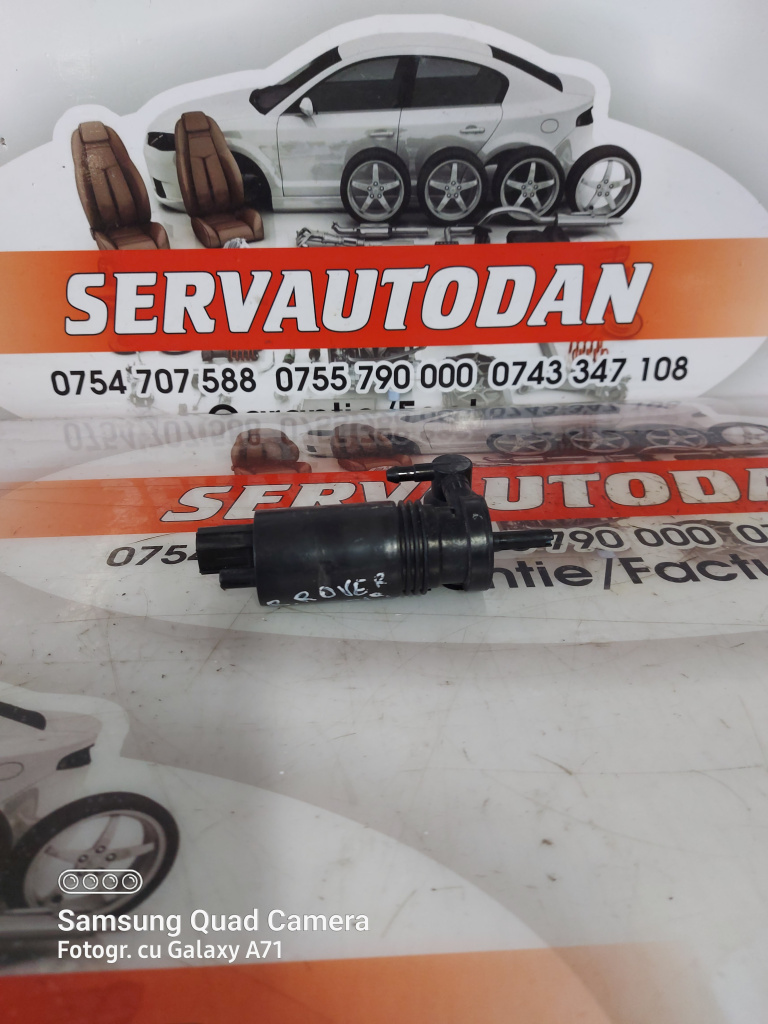 SERVAUTODAN
0754 707 588 0755 790 000 0743 347 108
SERVAUTODA
0754 790 000
ntie/Factu
ROVER
Samsung Quad Camera
Fotogr. cu Galaxy A71